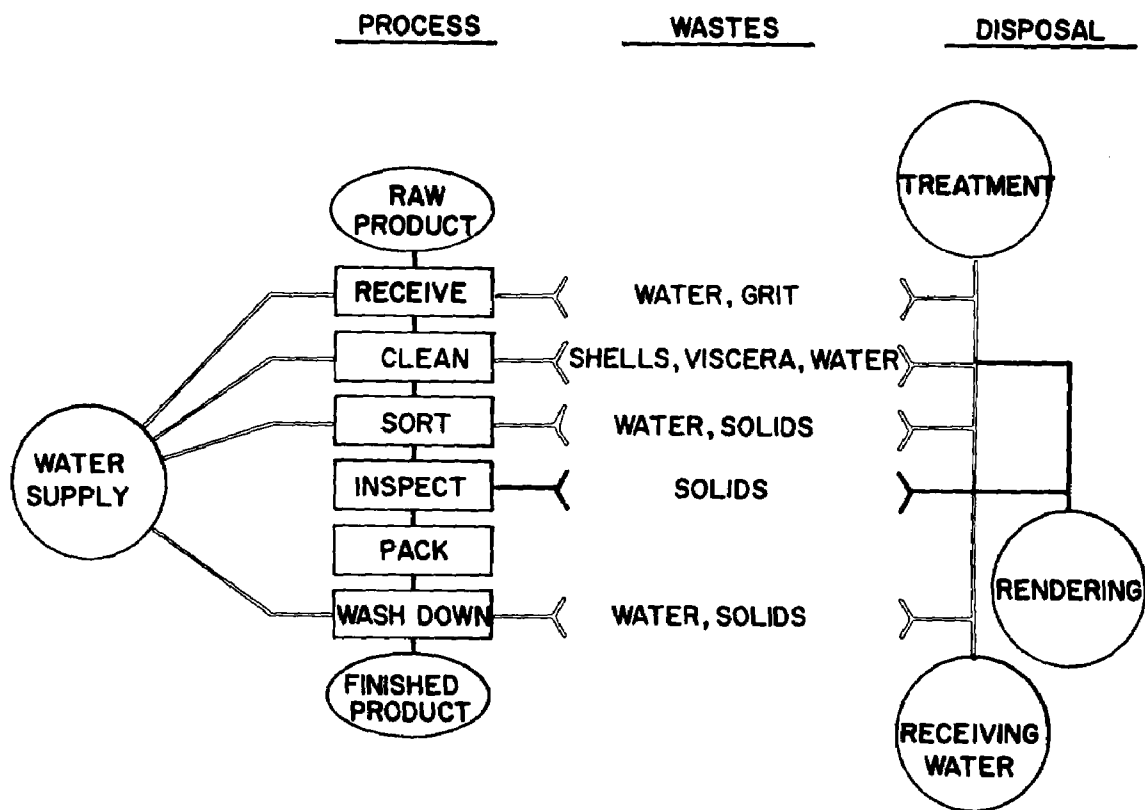 PROCESS
WASTES
DISPOSAL
TREATMENT
RAW
PRODUCT
RECEIVE
WATER, GRIT
CLEAN
SHELLS, VISCERA, WATER
SORT
WATER, SOLIDS
WATER
SUPPLY
INSPECT
SOLIDS
PACK
RENDERING
WASH DOWN
WATER, SOLIDS
FINISHED
PRODUCT
RECEIVING
WATER